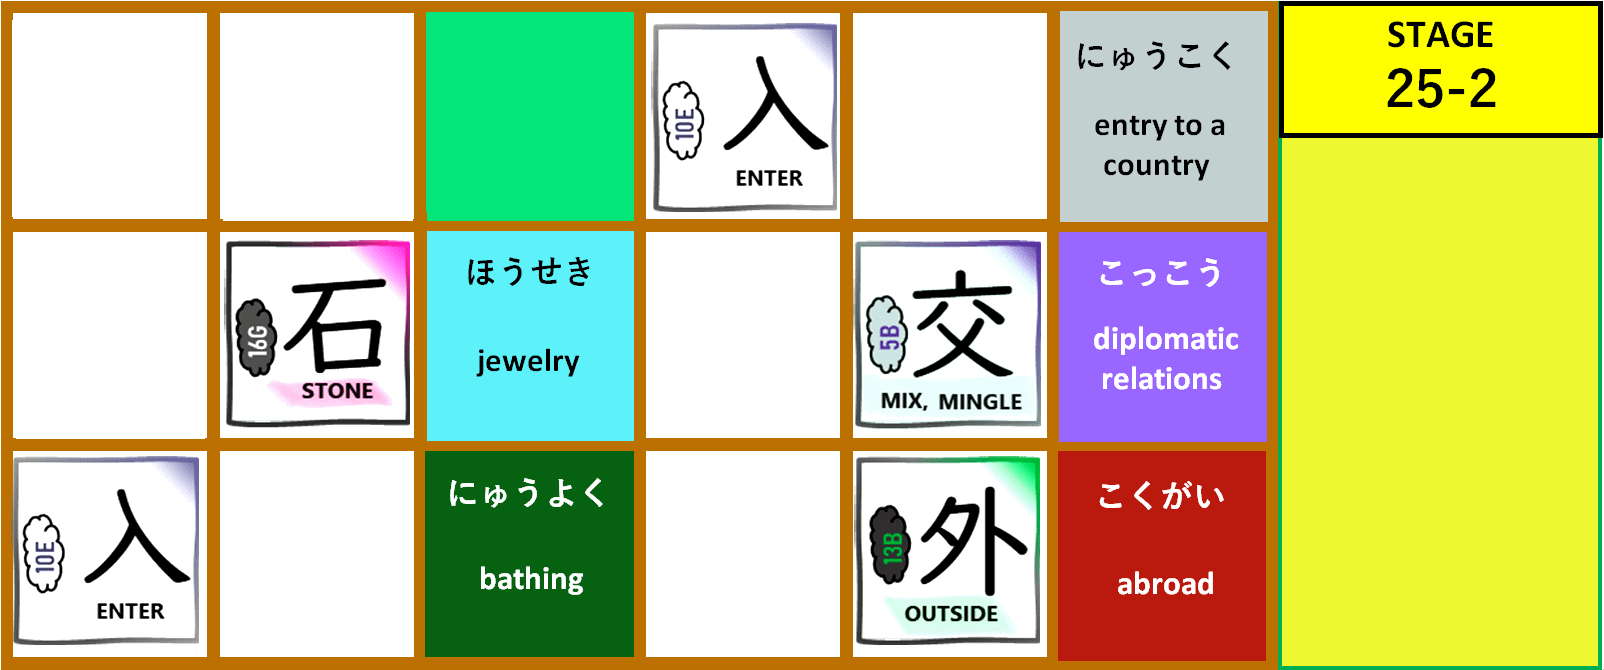 10E
入
ENTER
にゅうこく
entry to a
country
STAGE
25-2
16G
石
STONE
ほうせき
jewelry
5B
交
MIX, MINGLE
こっこう
diplomatic
relations
10E
入
ENTER
にゅうよく
bathing
13B
外
OUTSIDE
こくがい
abroad